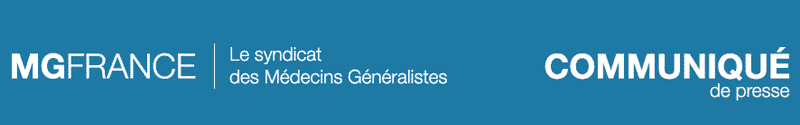 MGFRANCE
Le syndicat
des Médecins Généralistes
COMMUNIQUÉ
de presse